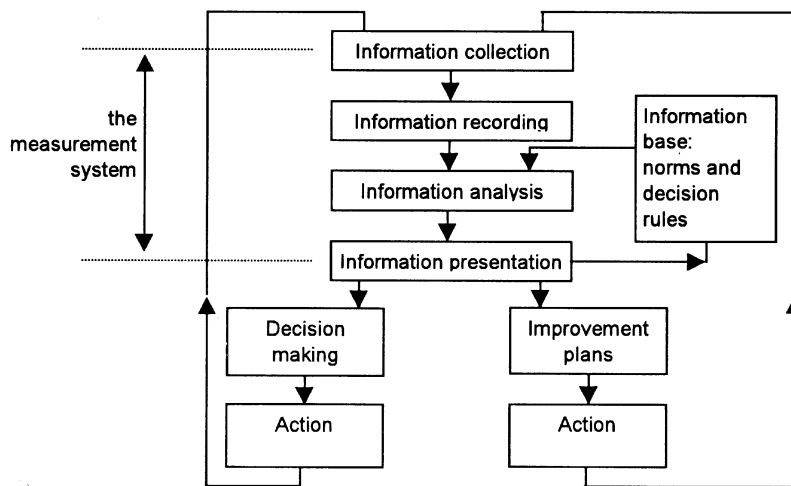 Information collection
the
measurement
system
Information recording
Information
base:
norms and
decision
rules
Information analysis
Information presentation
Decision
making
Improvement
plans
Action
Action